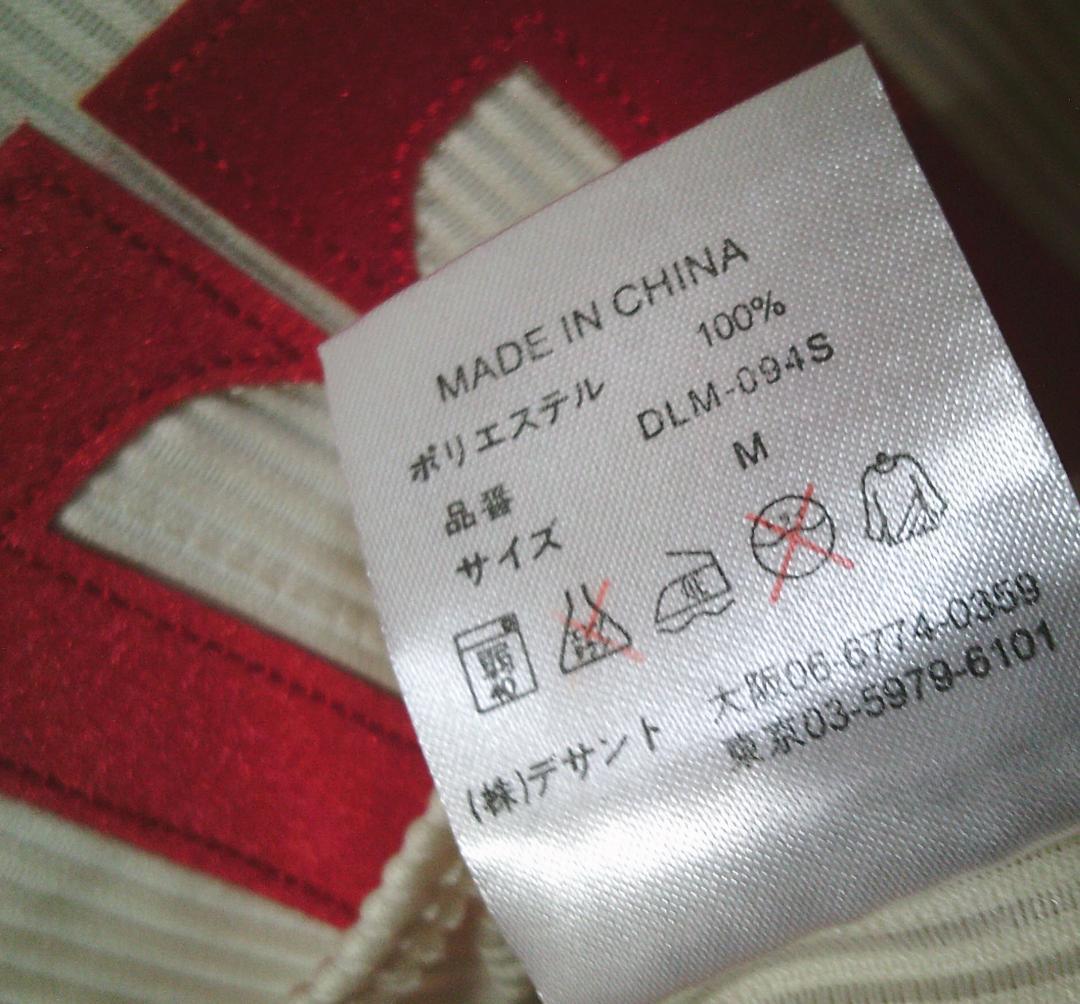 MADE IN CHINA
ポリエステル 100%
品番 DLM-094S
サイズ M
40
(株)デサント 大阪06-6774-0359
東京03-5979-6101